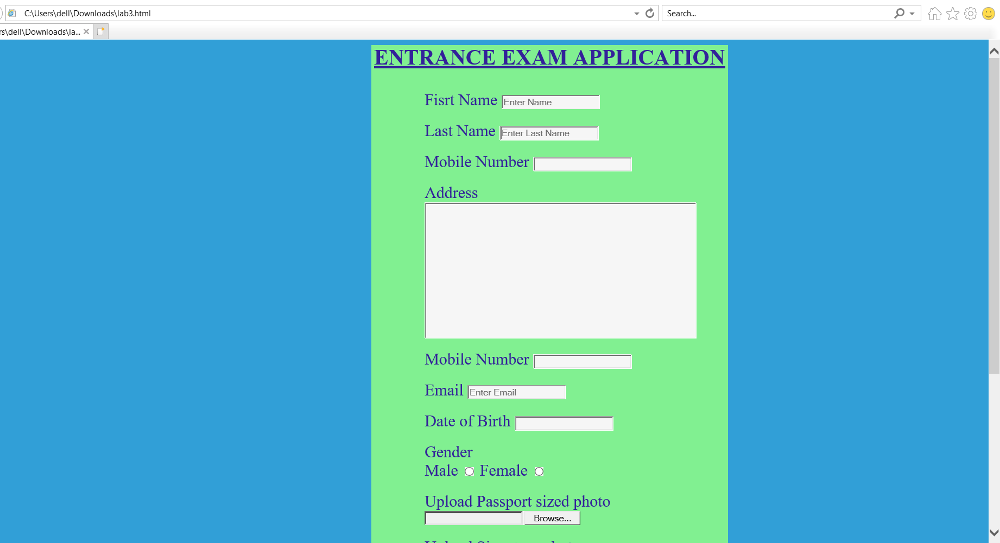 C:\Users\dell\Downloads\lab3.html
Search...
rs\dell\Downloads\la...
ENTRANCE EXAM APPLICATION
Fisrt Name Enter Name
Last Name Enter Last Name
Mobile Number
Address
Mobile Number
Email Enter Email
Date of Birth
Gender
Male Female
Upload Passport sized photo
Browse...